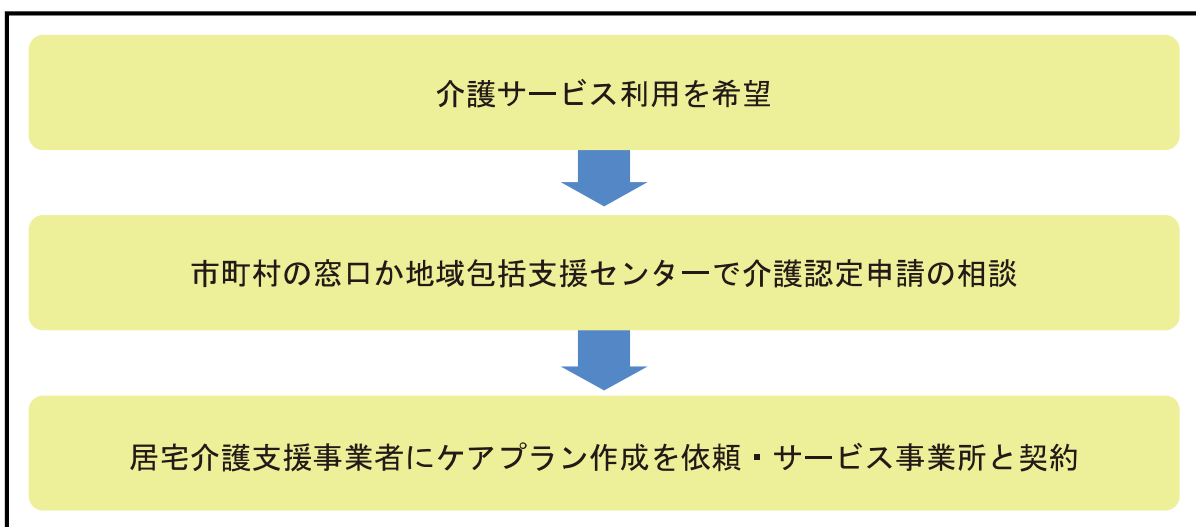 介護サービス利用を希望
市町村の窓口か地域包括支援センターで介護認定申請の相談
居宅介護支援事業者にケアプラン作成を依頼・サービス事業所と契約